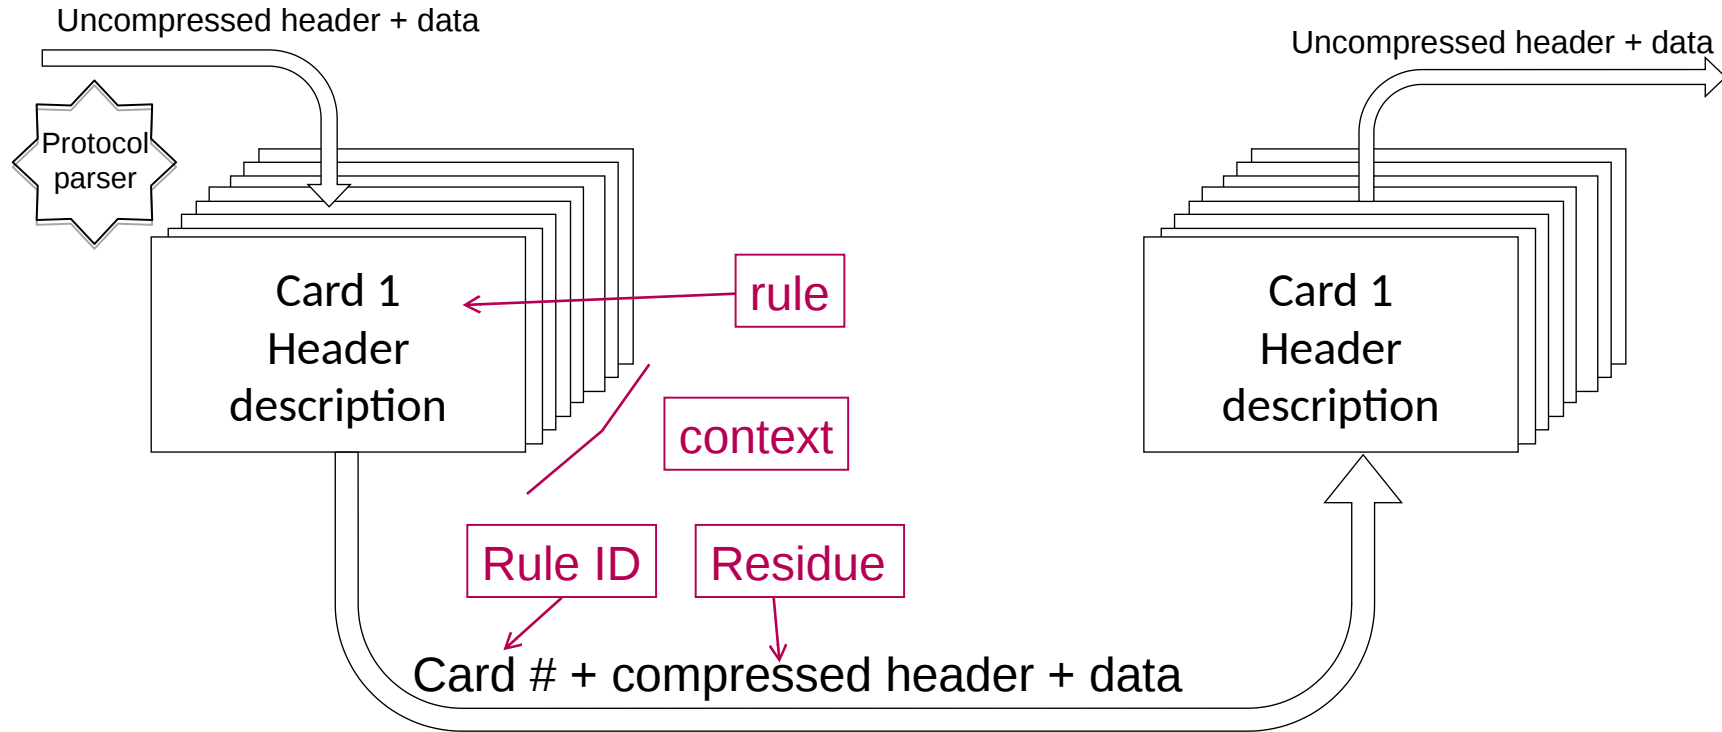 Uncompressed header + data
Uncompressed header + data
Protocol
parser
Card 1
Header
description
rule
context
Card 1
Header
description
Rule ID
Residue
Card # + compressed header + data